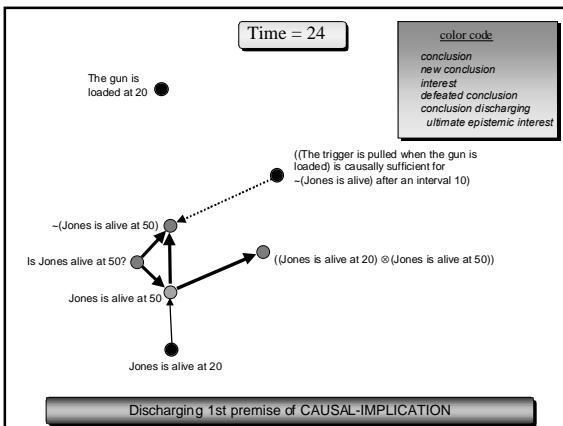 Time = 24
color code
conclusion
new conclusion
interest
defeated conclusion
conclusion discharging
ultimate epistemic interest
The gun is
loaded at 20
((The trigger is pulled when the gun is
loaded) is causally sufficient for
~(Jones is alive) after an interval 10)
~(Jones is alive at 50)
Is Jones alive at 50?
((Jones is alive at 20) ⊗(Jones is alive at 50))
Jones is alive at 50
Jones is alive at 20
Discharging 1st premise of CAUSAL-IMPLICATION